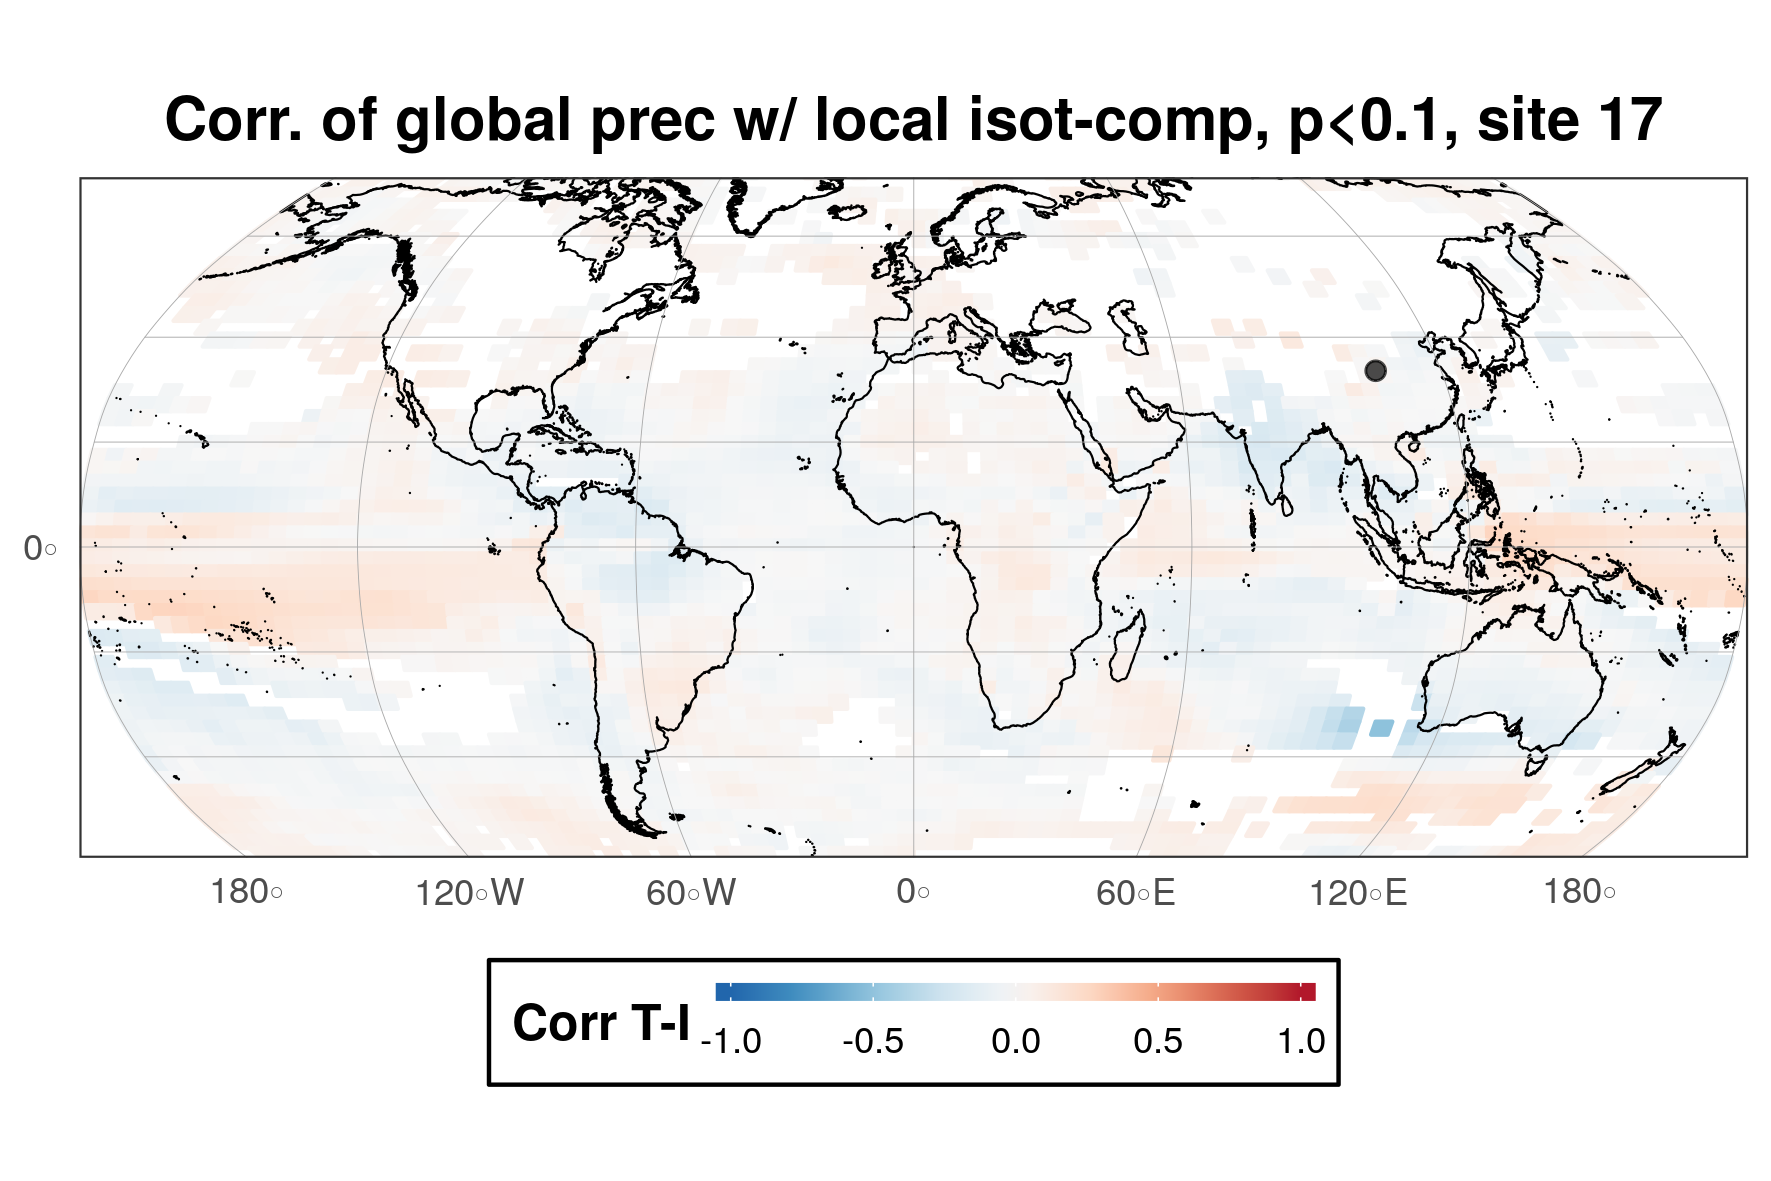 Corr. of global prec w/ local isot-comp, p<0.1, site 17
0°
180° 120°W 60°W 0° 60°E 120°E 180°
Corr T-I
-1.0 -0.5 0.0 0.5 1.0